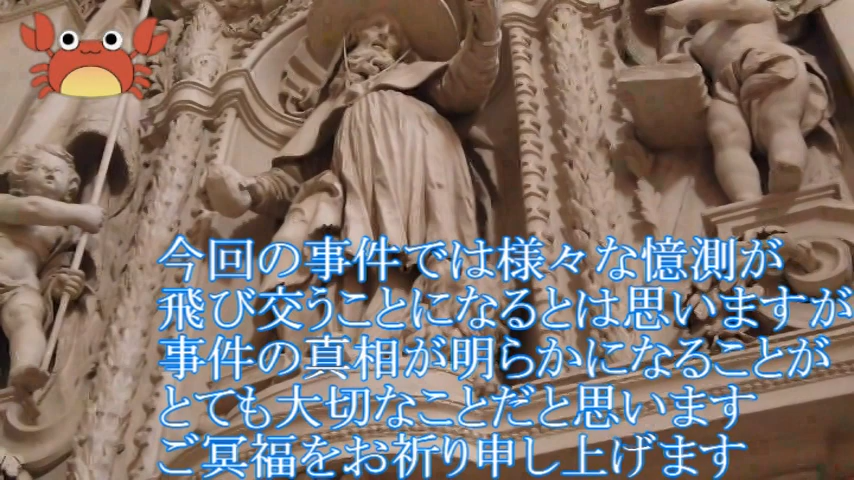 今回の事件では様々な憶測が
飛び交うことになるとは思いますが
事件の真相が明らかになることが
とても大切なことだと思います
ご冥福をお祈り申し上げます